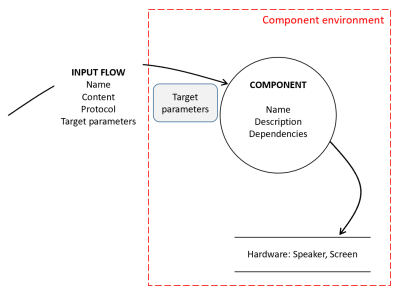 Component environment
INPUT FLOW
Name
Content
Protocol
Target parameters
Target
parameters
COMPONENT
Name
Description
Dependencies
Hardware: Speaker, Screen